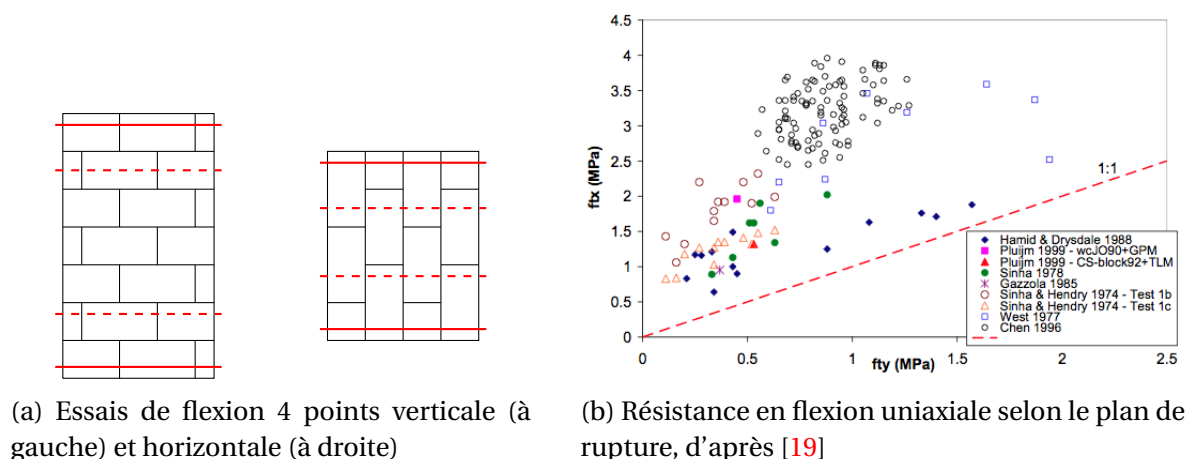 4.5
4
3.5
3
2.5
2
1.5
1
0.5
0
ftx (MPa)
1:1
Hamid & Drysdale 1988
Pluijm 1999 - wcJO90+GPM
Pluijm 1999 - CS-block92+TLM
Sinha 1978
Gazzola 1985
Sinha & Hendry 1974 - Test 1b
Sinha & Hendry 1974 - Test 1c
West 1977
Chen 1996
0 0.5 1 1.5 2 2.5
fty (MPa)
(a) Essais de flexion 4 points verticale (à
gauche) et horizontale (à droite)
(b) Résistance en flexion uniaxiale selon le plan de
rupture, d'après [19]